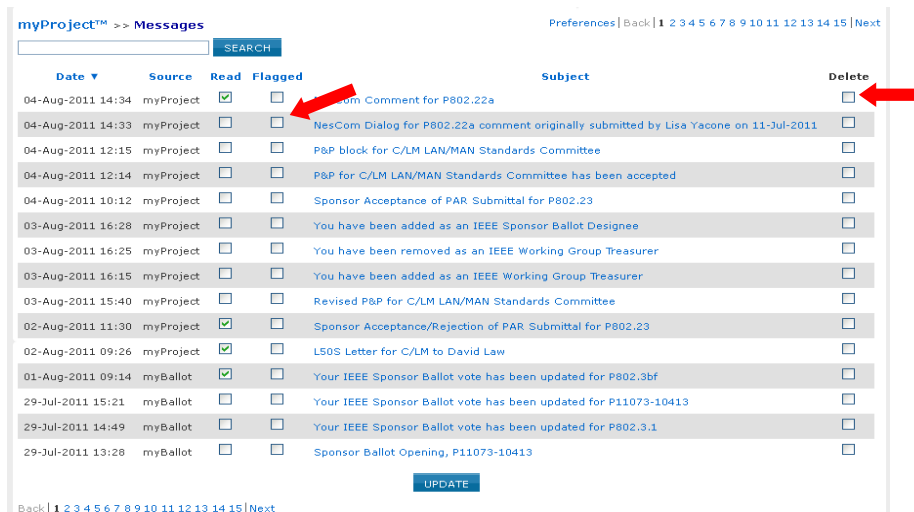 myProject™ >> Messages
Preferences| Back| 1 2 3 4 5 6 7 8 9 10 11 12 13 14 15 | Next
SEARCH
Date ▼ Source Read Flagged Subject Delete
04-Aug-2011 14:34 myProject Comment for P802.22a
04-Aug-2011 14:33 myProject NesCom Dialog for P802.22a comment originally submitted by Lisa Yacone on 11-Jul-2011
04-Aug-2011 12:15 myProject P&P block for C/LM LAN/MAN Standards Committee
04-Aug-2011 12:14 myProject P&P for C/LM LAN/MAN Standards Committee has been accepted
04-Aug-2011 10:12 myProject Sponsor Acceptance of PAR Submittal for P802.23
03-Aug-2011 16:28 myProject You have been added as an IEEE Sponsor Ballot Designee
03-Aug-2011 16:25 myProject You have been removed as an IEEE Working Group Treasurer
03-Aug-2011 16:15 myProject You have been added as an IEEE Working Group Treasurer
03-Aug-2011 15:40 myProject Revised P&P for C/LM LAN/MAN Standards Committee
02-Aug-2011 11:30 myProject Sponsor Acceptance/Rejection of PAR Submittal for P802.23
02-Aug-2011 09:26 myProject L50S Letter for C/LM to David Law
01-Aug-2011 09:14 myBallot Your IEEE Sponsor Ballot vote has been updated for P802.3bf
29-Jul-2011 15:21 myBallot Your IEEE Sponsor Ballot vote has been updated for P11073-10413
29-Jul-2011 14:49 myBallot Your IEEE Sponsor Ballot vote has been updated for P802.3.1
29-Jul-2011 13:28 myBallot Sponsor Ballot Opening, P11073-10413
UPDATE
Back| 1 2 3 4 5 6 7 8 9 10 11 12 13 14 15| Next